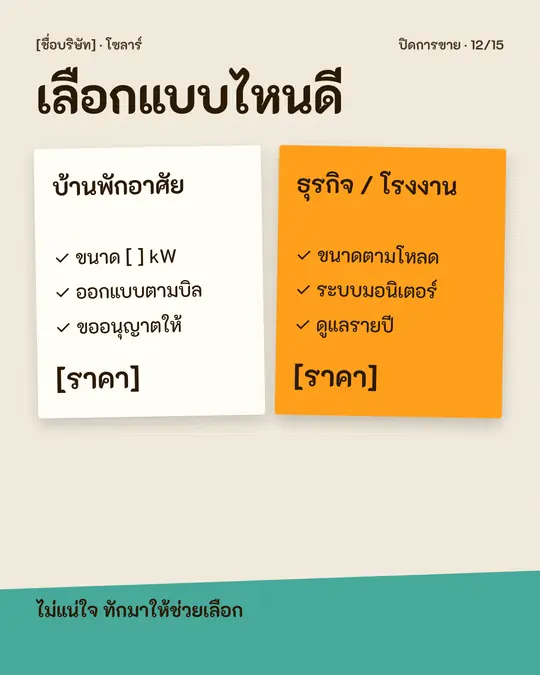 [ชื่อบริษัท] · โซลาร์
ปิดการขาย · 12/15
เลือกแบบไหนดี
บ้านพักอาศัย
✓ ขนาด [ ] kW
✓ ออกแบบตามบิล
✓ ขออนุญาตให้
[ราคา]
ธุรกิจ / โรงงาน
✓ ขนาดตามโหลด
✓ ระบบมอนิเตอร์
✓ ดูแลรายปี
[ราคา]
ไม่แน่ใจ ทักมาให้ช่วยเลือก